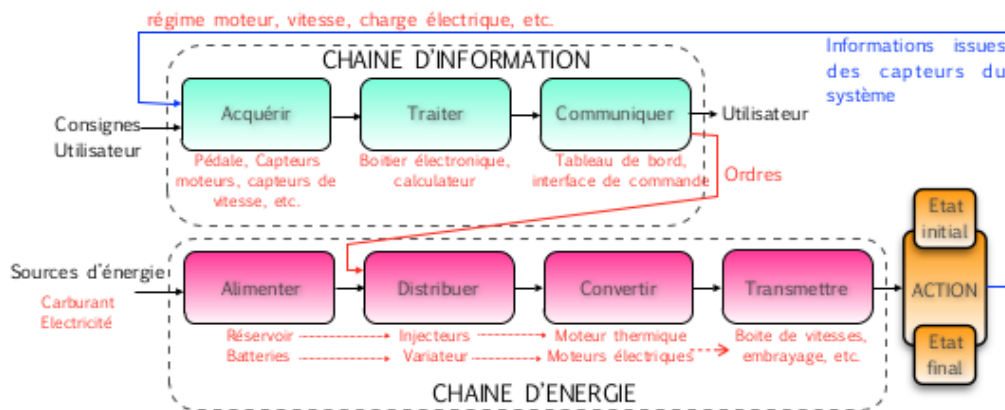 régime moteur, vitesse, charge électrique, etc.
CHAINE D'INFORMATION
Informations issues
des capteurs du
système
Consignes
Utilisateur
Acquérir
Traiter
Communiquer
Utilisateur
Pédale, Capteurs
moteurs, capteurs de
vitesse, etc.
Boitier électronique,
calculateur
Tableau de bord,
interface de commande
Ordres
Etat
initial
Sources d'énergie
Carburant
Electricité
Alimenter
Distribuer
Convertir
Transmettre
ACTION
Réservoir
Batteries
Injecteurs
Variateur
Moteur thermique
Moteurs électriques
Boite de vitesses,
embrayage, etc.
Etat
final
CHAINE D'ENERGIE